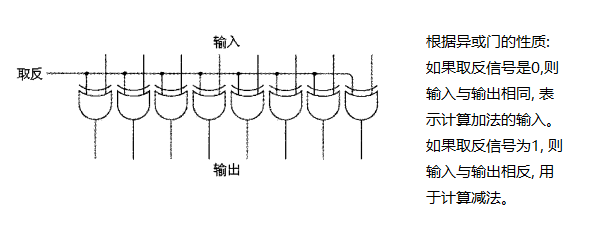 输入
取反
输出
根据异或门的性质:
如果取反信号是0,则
输入与输出相同, 表
示计算加法的输入。
如果取反信号为1, 则
输入与输出相反, 用
于计算减法。